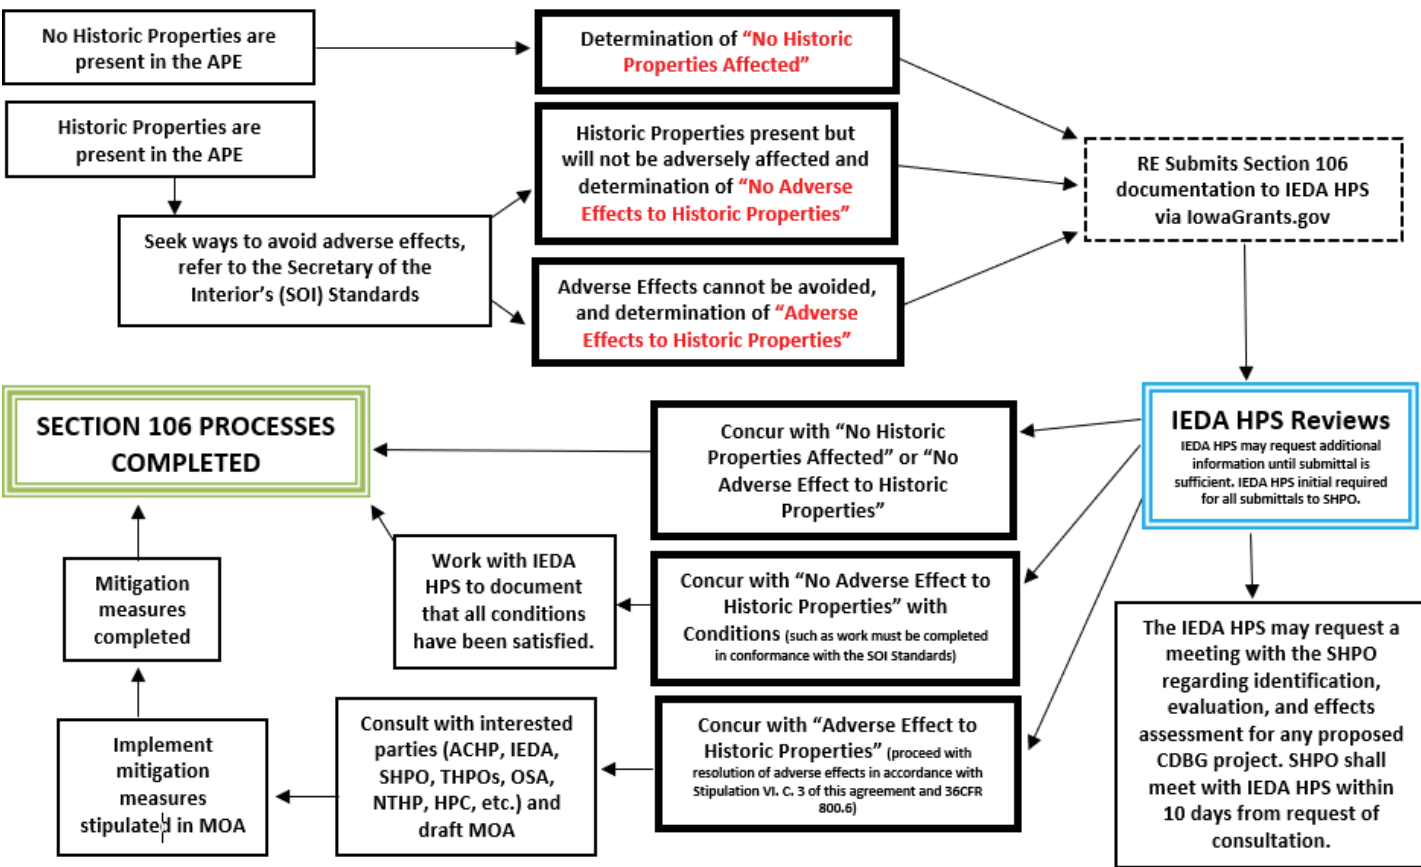 No Historic Properties are
present in the APE
Determination of “No Historic
Properties Affected”
Historic Properties are
present in the APE
Historic Properties present but
will not be adversely affected and
determination of “No Adverse
Effects to Historic Properties”
RE Submits Section 106
documentation to IEDA HPS
via IowaGrants.gov
Seek ways to avoid adverse effects,
refer to the Secretary of the
Interior’s (SOI) Standards
Adverse Effects cannot be avoided,
and determination of “Adverse
Effects to Historic Properties”
IEDA HPS Reviews
IEDA HPS may request additional
information until submittal is
sufficient. IEDA HPS initial required
for all submittals to SHPO.
Concur with “No Historic
Properties Affected” or “No
Adverse Effect to Historic
Properties”
SECTION 106 PROCESSES
COMPLETED
Concur with “No Adverse Effect to
Historic Properties” with
Conditions (such as work must be completed
in conformance with the SOI Standards)
Work with IEDA
HPS to document
that all conditions
have been satisfied.
Mitigation
measures
completed
The IEDA HPS may request a
meeting with the SHPO
regarding identification,
evaluation, and effects
assessment for any proposed
CDBG project. SHPO shall
meet with IEDA HPS within
10 days from request of
consultation.
Concur with “Adverse Effect to
Historic Properties” (proceed with
resolution of adverse effects in accordance with
Stipulation VI. C. 3 of this agreement and 36CFR
800.6)
Consult with interested
parties (ACHP, IEDA,
SHPO, THPOs, OSA,
NTHP, HPC, etc.) and
draft MOA
Implement
mitigation
measures
stipulated in MOA